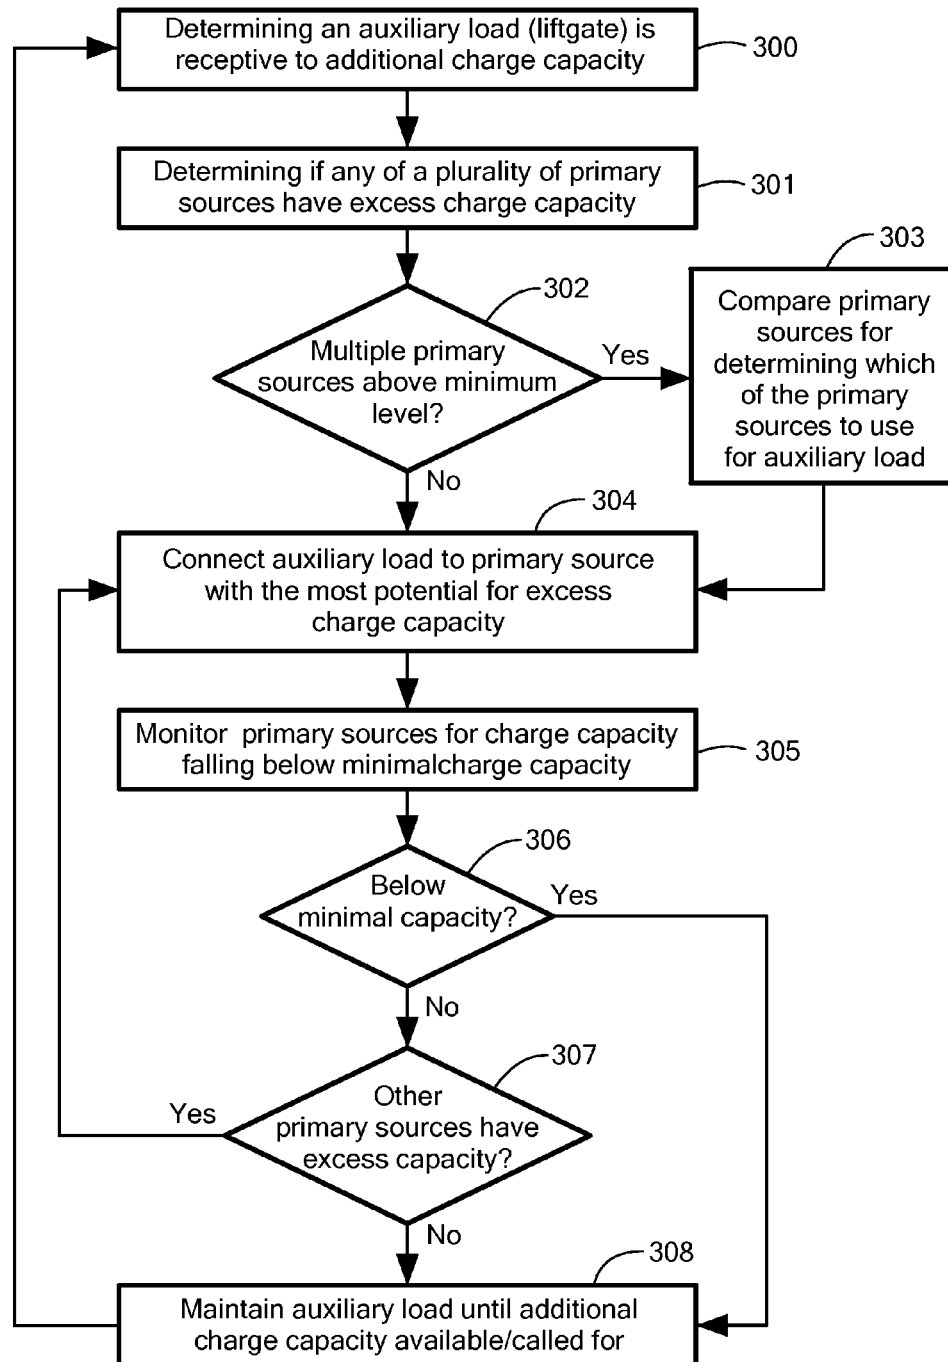 Determining an auxiliary load (liftgate) is
receptive to additional charge capacity
300
Determining if any of a plurality of primary
sources have excess charge capacity
301
302
Multiple primary
sources above minimum
level?
Yes
No
303
Compare primary
sources for
determining which
of the primary
sources to use
for auxiliary load
304
Connect auxiliary load to primary source
with the most potential for excess
charge capacity
Monitor primary sources for charge capacity
falling below minimalcharge capacity
305
306
Below
minimal capacity?
Yes
No
307
Other
primary sources have
excess capacity?
Yes
No
308
Maintain auxiliary load until additional
charge capacity available/called for